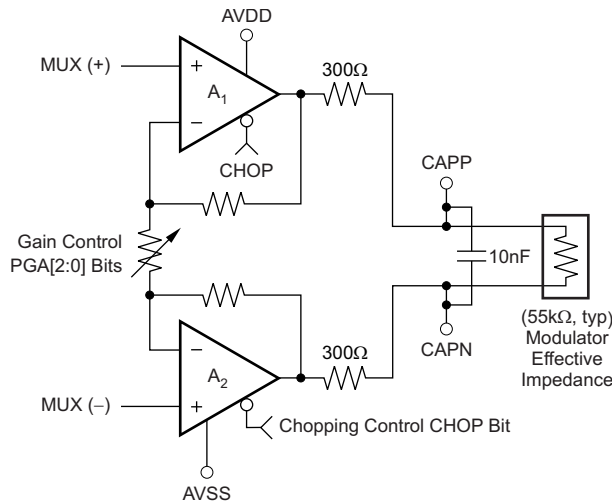 AVDD
MUX (+)
+
A1
−
300Ω
CHOP
CAPP
Gain Control
PGA[2:0] Bits
10nF
(55kΩ, typ)
Modulator
Effective
Impedance
CAPN
300Ω
−
A2
+
MUX (−)
Chopping Control CHOP Bit
AVSS